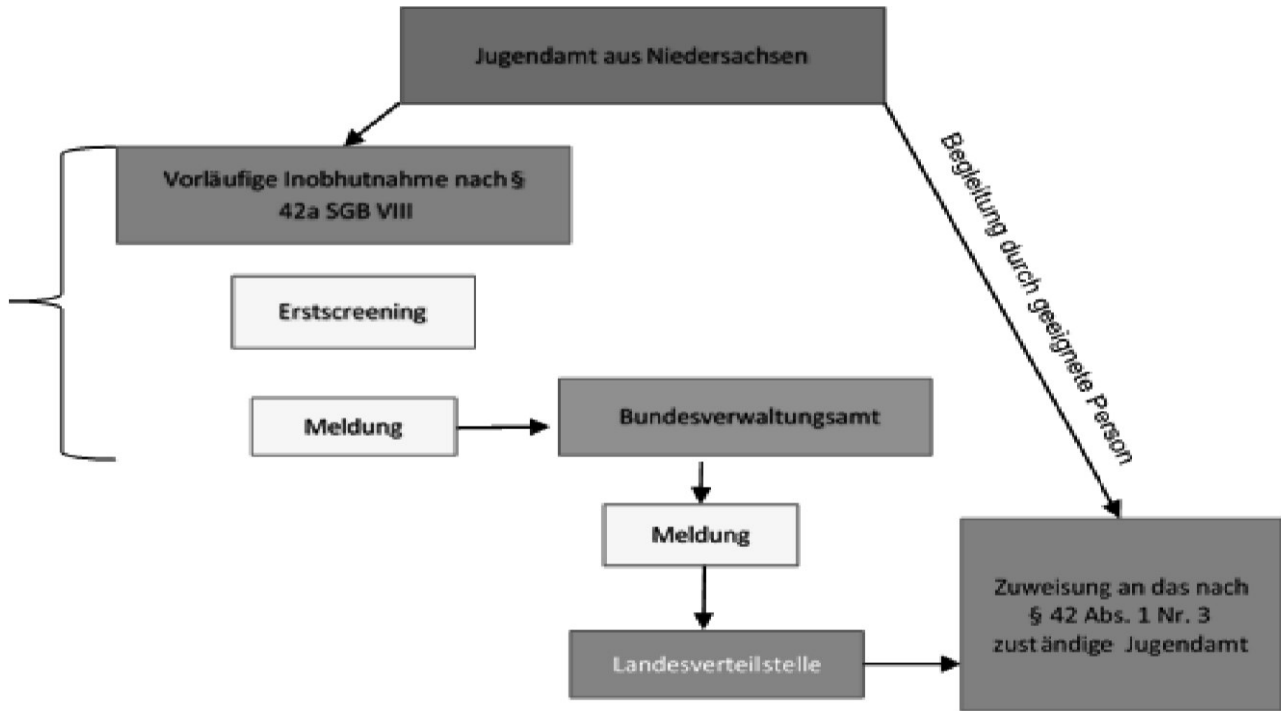 Jugendamt aus Niedersachsen
Vorläufige Inobhutnahme nach §
42a SGB VIII
Begleitung durch geeignete Person
Erstscreening
Meldung
Bundesverwaltungsamt
Meldung
Landesverteilstelle
Zuweisung an das nach
§ 42 Abs. 1 Nr. 3
zuständige Jugendamt